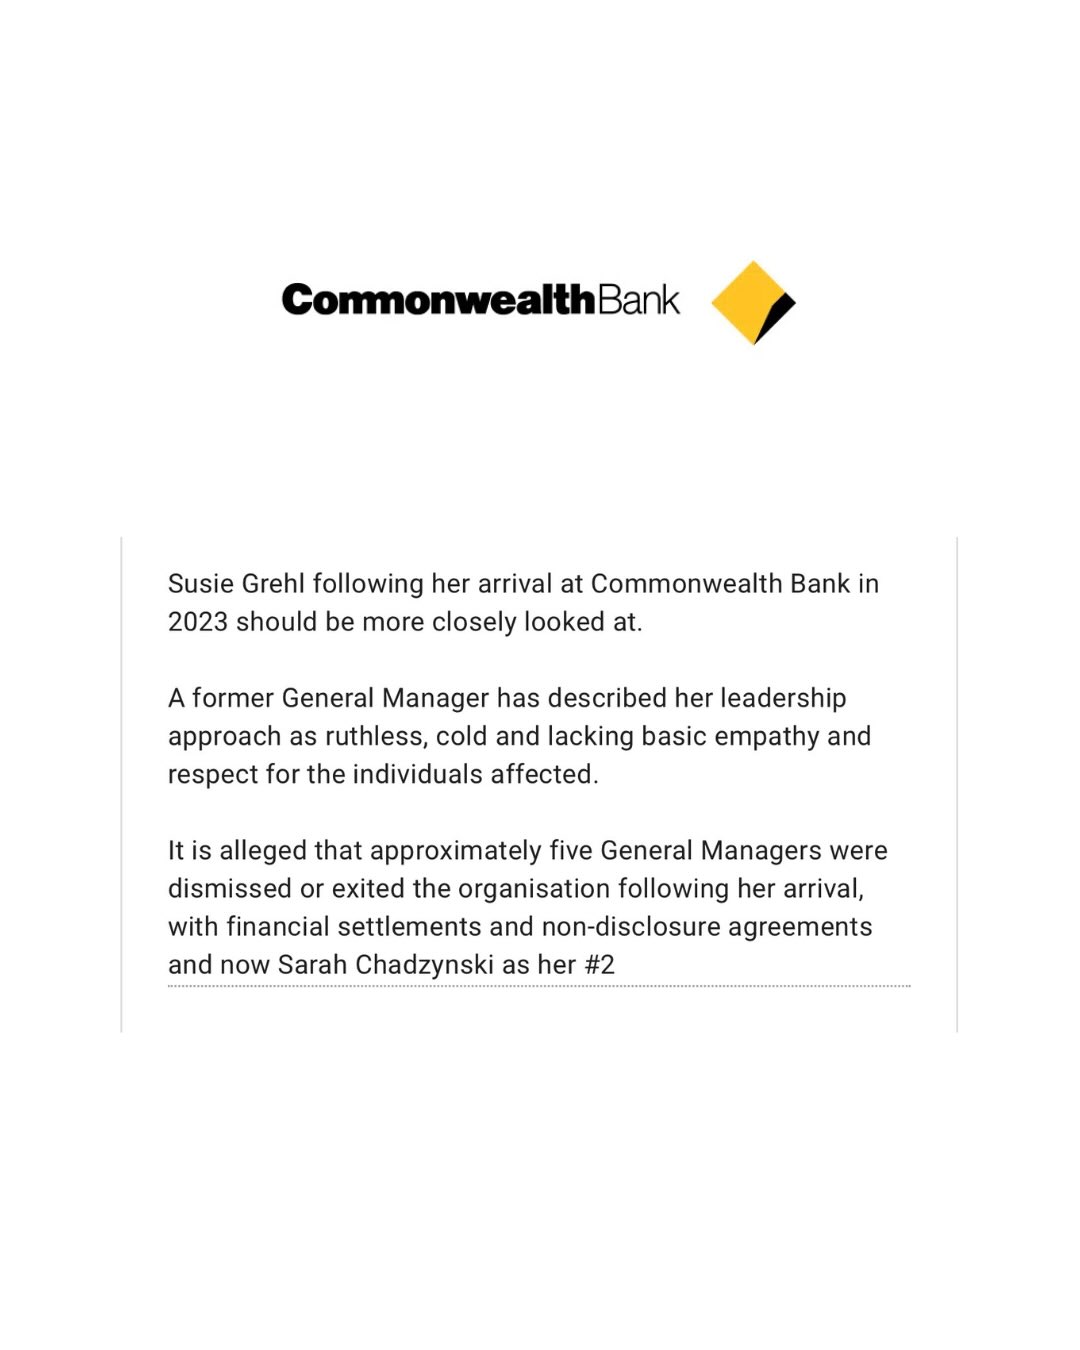 CommonwealthBank
Susie Grehl following her arrival at Commonwealth Bank in
2023 should be more closely looked at.
A former General Manager has described her leadership
approach as ruthless, cold and lacking basic empathy and
respect for the individuals affected.
It is alleged that approximately five General Managers were
dismissed or exited the organisation following her arrival,
with financial settlements and non-disclosure agreements
and now Sarah Chadzynski as her #2